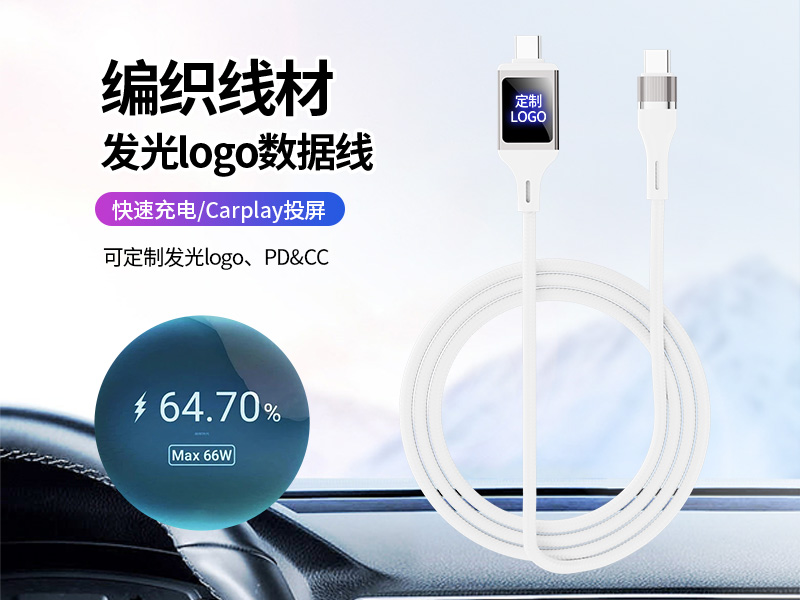 编织线材
发光logo数据线
快速充电/Carplay投屏
可定制发光logo、PD&CC
定制
LOGO
64.70%
Max 66W